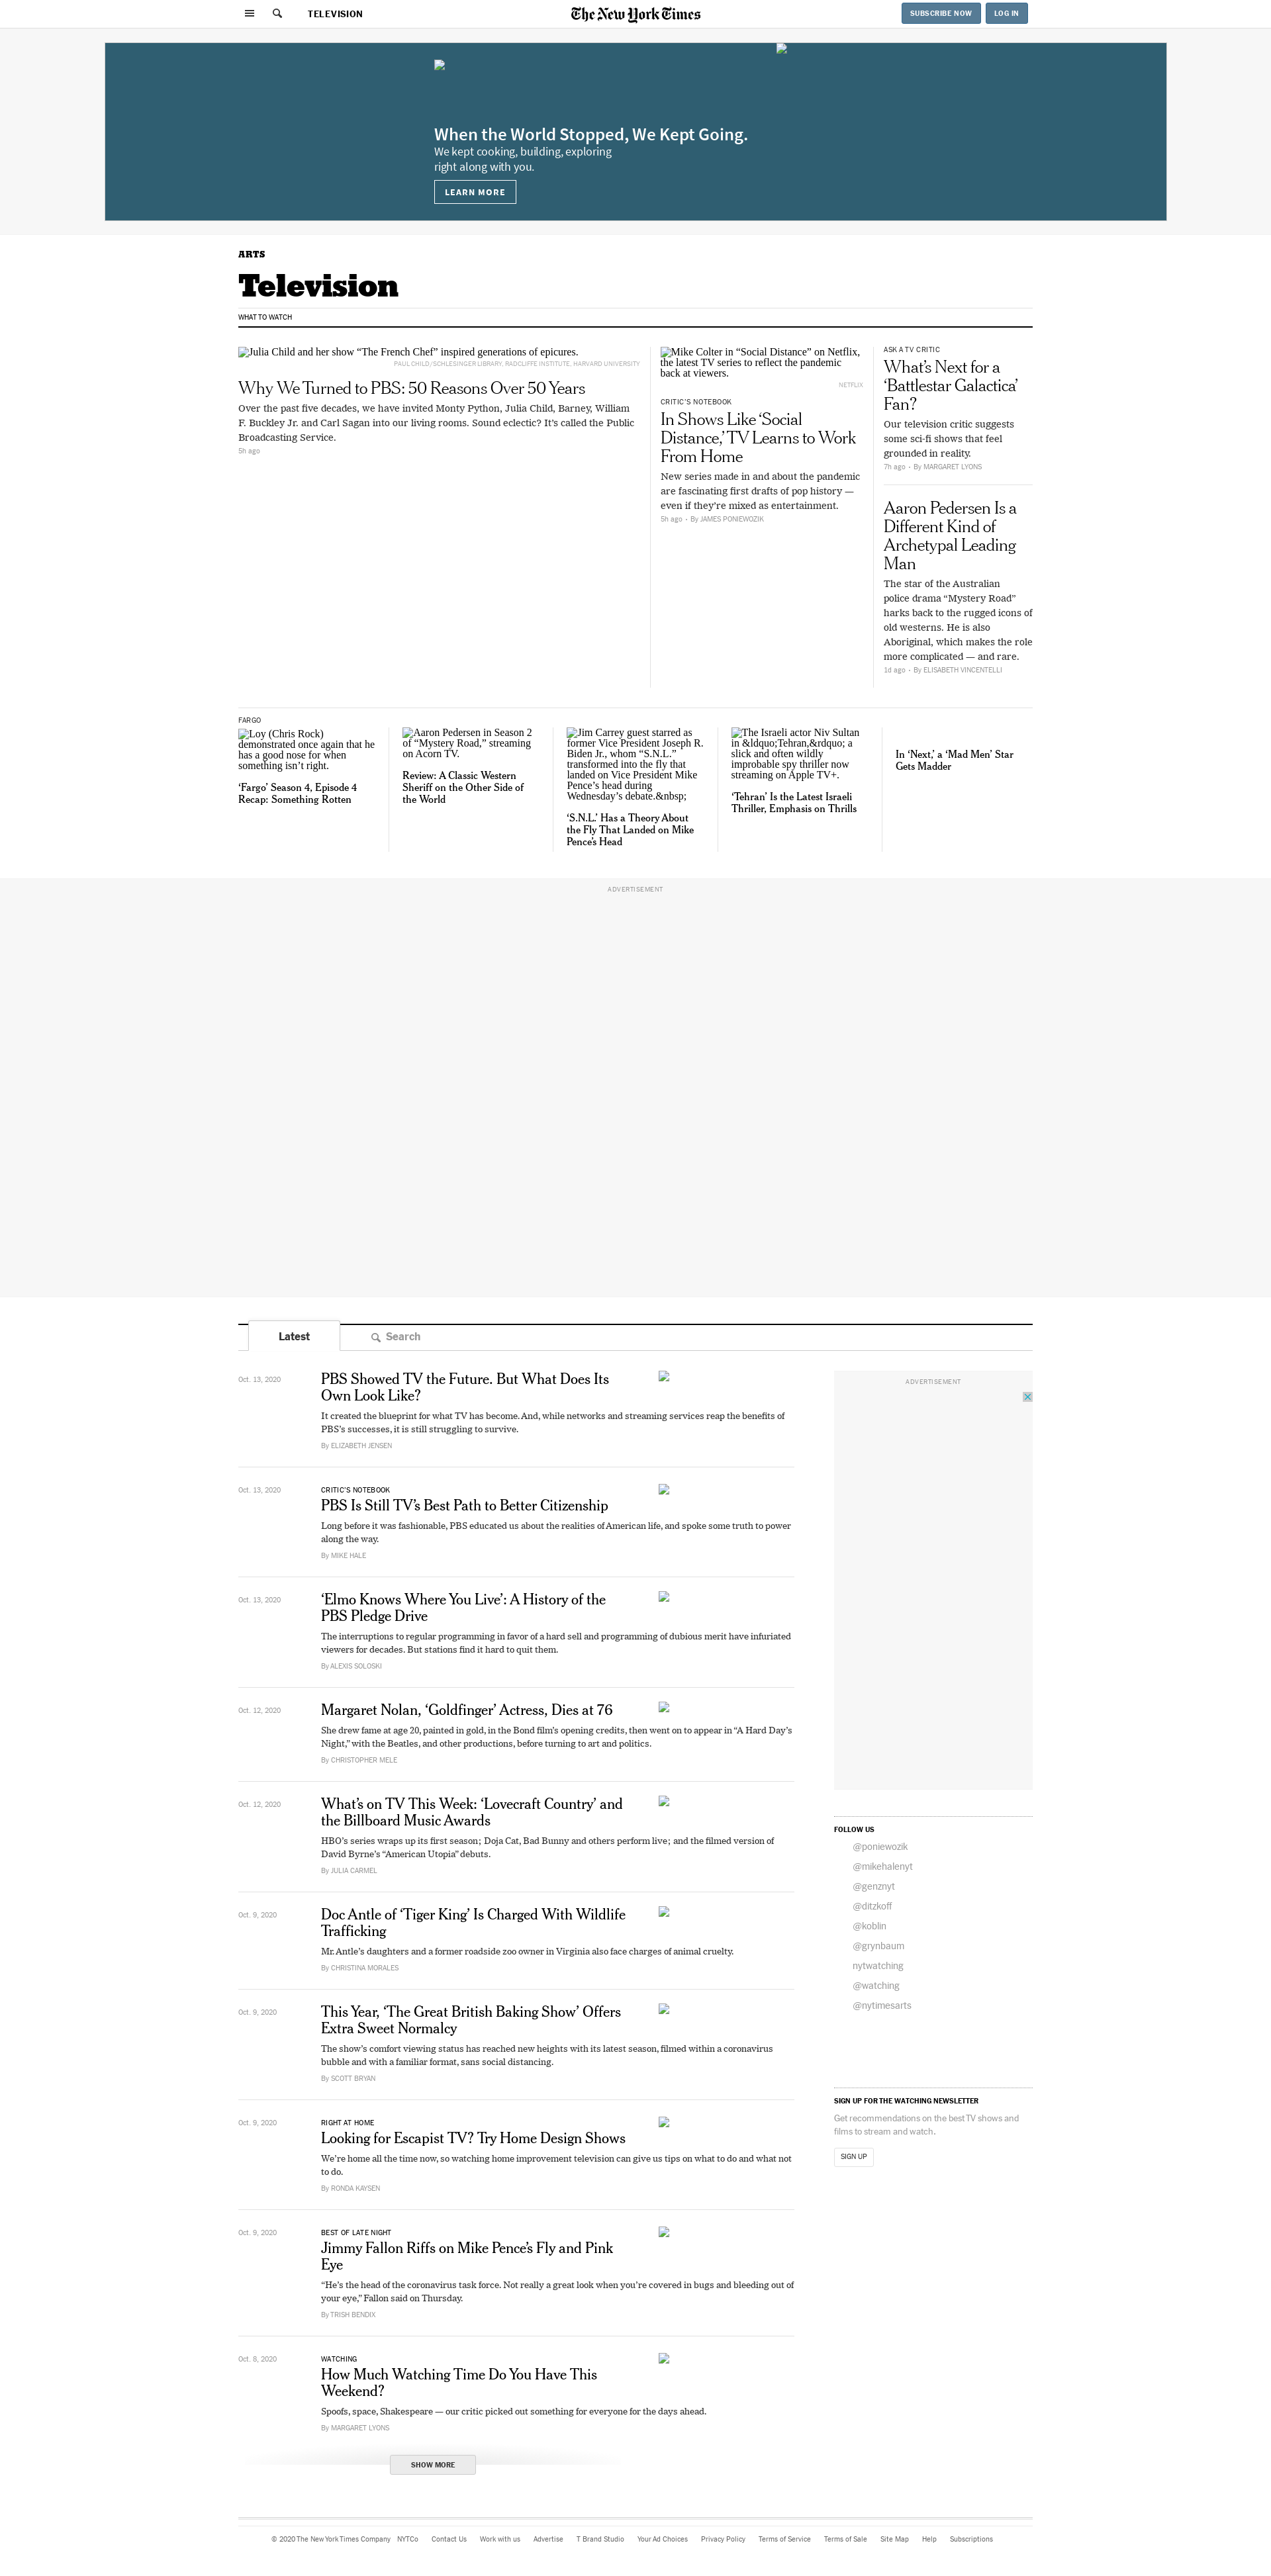 TELEVISION
The New York Times
SUBSCRIBE NOW
LOG IN
When the World Stopped, We Kept Going.
We kept cooking, building, exploring
right along with you.
LEARN MORE
ARTS
Television
WHAT TO WATCH
Julia Child and her show “The French Chef” inspired generations of epicures.
PAUL CHILD/SCHLESINGER LIBRARY, RADCLIFFE INSTITUTE, HARVARD UNIVERSITY
Why We Turned to PBS: 50 Reasons Over 50 Years
Over the past five decades, we have invited Monty Python, Julia Child, Barney, William
F. Buckley Jr. and Carl Sagan into our living rooms. Sound eclectic? It’s called the Public
Broadcasting Service.
5h ago
Mike Colter in “Social Distance” on Netflix,
the latest TV series to reflect the pandemic
back at viewers.
NETFLIX
CRITIC’S NOTEBOOK
In Shows Like ‘Social
Distance,’ TV Learns to Work
From Home
New series made in and about the pandemic
are fascinating first drafts of pop history —
even if they’re mixed as entertainment.
5h ago • By JAMES PONIEWOZIK
ASK A TV CRITIC
What’s Next for a
‘Battlestar Galactica’
Fan?
Our television critic suggests
some sci-fi shows that feel
grounded in reality.
7h ago • By MARGARET LYONS
Aaron Pedersen Is a
Different Kind of
Archetypal Leading
Man
The star of the Australian
police drama “Mystery Road”
harks back to the rugged icons of
old westerns. He is also
Aboriginal, which makes the role
more complicated — and rare.
1d ago • By ELISABETH VINCENTELLI
FARGO
Loy (Chris Rock)
demonstrated once again that he
has a good nose for when
something isn’t right.
‘Fargo’ Season 4, Episode 4
Recap: Something Rotten
Aaron Pedersen in Season 2
of “Mystery Road,” streaming
on Acorn TV.
Review: A Classic Western
Sheriff on the Other Side of
the World
Jim Carrey guest starred as
former Vice President Joseph R.
Biden Jr., whom “S.N.L.”
transformed into the fly that
landed on Vice President Mike
Pence’s head during
Wednesday’s debate.&nbsp;
‘S.N.L.’ Has a Theory About
the Fly That Landed on Mike
Pence’s Head
The Israeli actor Niv Sultan
in &ldquo;Tehran,&rdquo; a
slick and often wildly
improbable spy thriller now
streaming on Apple TV+.
‘Tehran’ Is the Latest Israeli
Thriller, Emphasis on Thrills
In ‘Next,’ a ‘Mad Men’ Star
Gets Madder
ADVERTISEMENT
Latest
Search
Oct. 13, 2020
PBS Showed TV the Future. But What Does Its
Own Look Like?
It created the blueprint for what TV has become. And, while networks and streaming services reap the benefits of
PBS’s successes, it is still struggling to survive.
By ELIZABETH JENSEN
Oct. 13, 2020
CRITIC’S NOTEBOOK
PBS Is Still TV’s Best Path to Better Citizenship
Long before it was fashionable, PBS educated us about the realities of American life, and spoke some truth to power
along the way.
By MIKE HALE
Oct. 13, 2020
‘Elmo Knows Where You Live’: A History of the
PBS Pledge Drive
The interruptions to regular programming in favor of a hard sell and programming of dubious merit have infuriated
viewers for decades. But stations find it hard to quit them.
By ALEXIS SOLOSKI
Oct. 12, 2020
Margaret Nolan, ‘Goldfinger’ Actress, Dies at 76
She drew fame at age 20, painted in gold, in the Bond film’s opening credits, then went on to appear in “A Hard Day’s
Night,” with the Beatles, and other productions, before turning to art and politics.
By CHRISTOPHER MELE
Oct. 12, 2020
What’s on TV This Week: ‘Lovecraft Country’ and
the Billboard Music Awards
HBO’s series wraps up its first season; Doja Cat, Bad Bunny and others perform live; and the filmed version of
David Byrne’s “American Utopia” debuts.
By JULIA CARMEL
Oct. 9, 2020
Doc Antle of ‘Tiger King’ Is Charged With Wildlife
Trafficking
Mr. Antle’s daughters and a former roadside zoo owner in Virginia also face charges of animal cruelty.
By CHRISTINA MORALES
Oct. 9, 2020
This Year, ‘The Great British Baking Show’ Offers
Extra Sweet Normalcy
The show’s comfort viewing status has reached new heights with its latest season, filmed within a coronavirus
bubble and with a familiar format, sans social distancing.
By SCOTT BRYAN
Oct. 9, 2020
RIGHT AT HOME
Looking for Escapist TV? Try Home Design Shows
We’re home all the time now, so watching home improvement television can give us tips on what to do and what not
to do.
By RONDA KAYSEN
Oct. 9, 2020
BEST OF LATE NIGHT
Jimmy Fallon Riffs on Mike Pence’s Fly and Pink
Eye
“He’s the head of the coronavirus task force. Not really a great look when you’re covered in bugs and bleeding out of
your eye,” Fallon said on Thursday.
By TRISH BENDIX
Oct. 8, 2020
WATCHING
How Much Watching Time Do You Have This
Weekend?
Spoofs, space, Shakespeare — our critic picked out something for everyone for the days ahead.
By MARGARET LYONS
SHOW MORE
ADVERTISEMENT
FOLLOW US
@poniewozik
@mikehalenyt
@genznyt
@ditzkoff
@koblin
@grynbaum
nytwatching
@watching
@nytimesarts
SIGN UP FOR THE WATCHING NEWSLETTER
Get recommendations on the best TV shows and
films to stream and watch.
SIGN UP
© 2020 The New York Times Company NYTCo Contact Us Work with us Advertise T Brand Studio Your Ad Choices Privacy Policy Terms of Service Terms of Sale Site Map Help Subscriptions